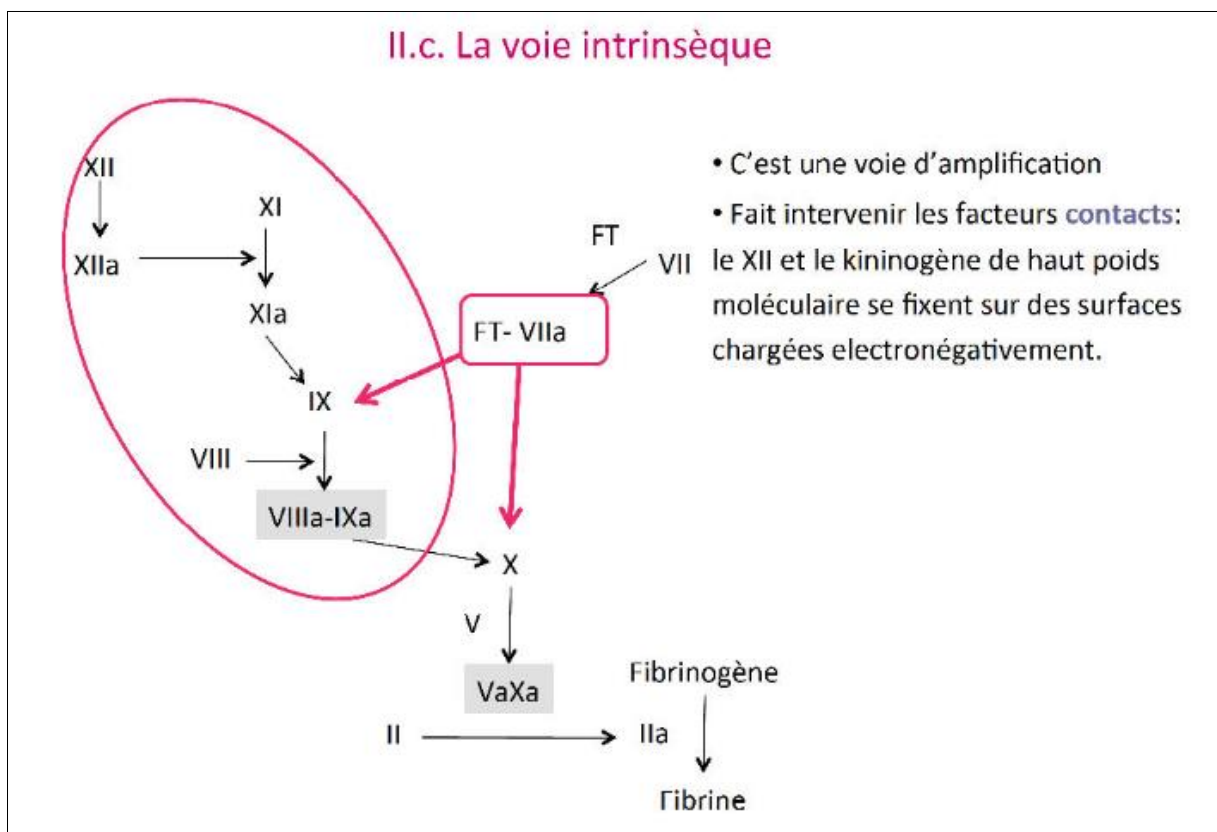 II.c. La voie intrinsèque
• C'est une voie d'amplification
• Fait intervenir les facteurs contacts:
le XII et le kininogène de haut poids
moléculaire se fixent sur des surfaces
chargées electronégativement.
XII
XIIa
XI
XIa
IX
VIII
VIIIa-IXa
FT
VII
FT- VIIa
X
V
VaXa
II
IIa
Fibrinogène
Fibrine